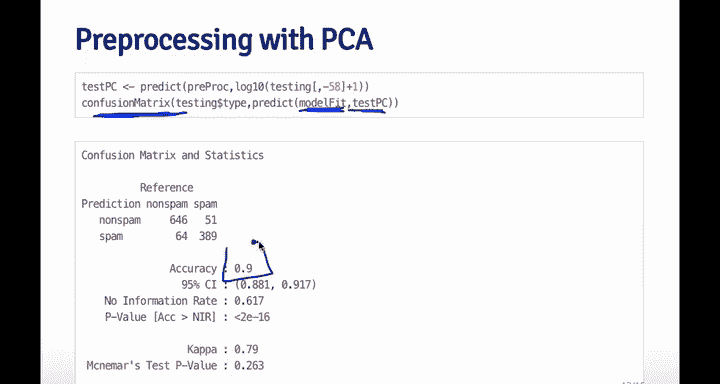 Preprocessing with PCA
testPC <- predict(preProc,log10(testing[,-58]+1))
confusionMatrix(testing$type,predict(modelFit,testPC))
Confusion Matrix and Statistics
Reference
Prediction nonspam spam
nonspam 646 51
spam 64 389
Accuracy : 0.9
95% CI : (0.881, 0.917)
No Information Rate : 0.617
P-Value [Acc > NIR] : <2e-16
Kappa : 0.79
Mcnemar's Test P-Value : 0.263